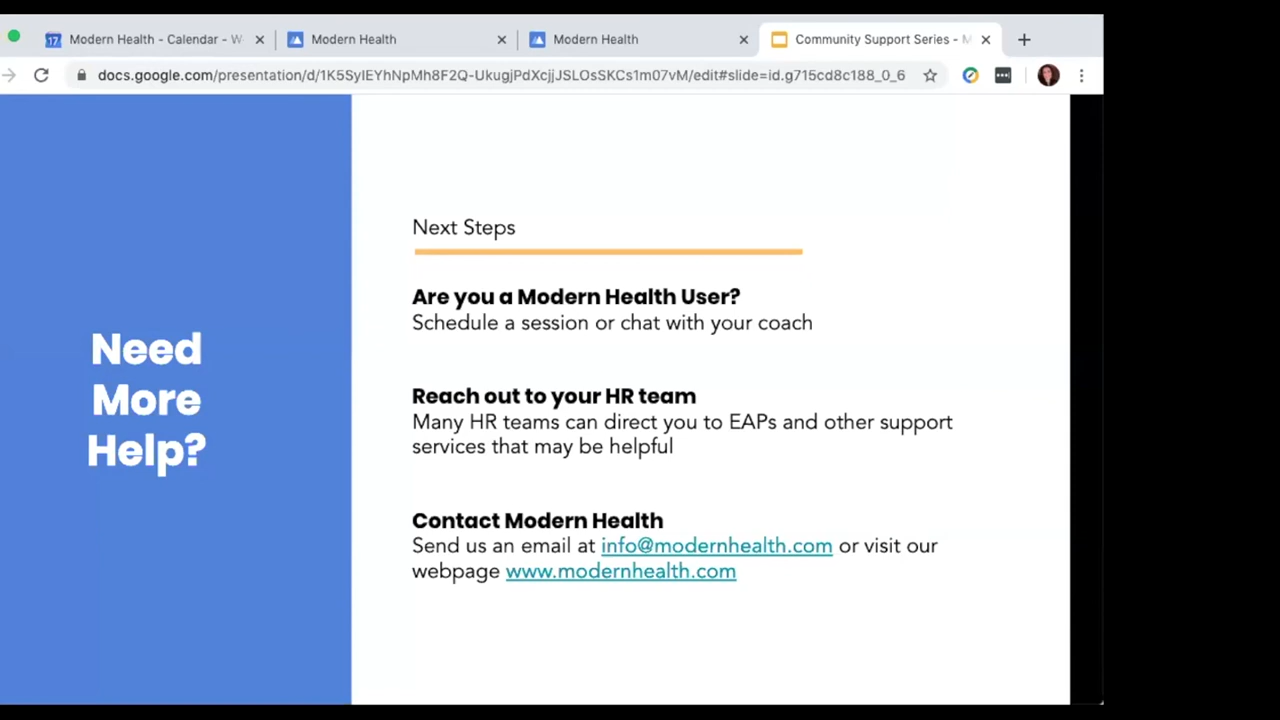 17 Modern Health - Calendar - W
Modern Health
Modern Health
Community Support Series - M
docs.google.com/presentation/d/1K5SyIEYhNpMh8F2Q-UkugjPdXcjjJSLOsSKCs1m07vM/edit#slide=id.g715cd8c188_0_6
Need
More
Help?
Next Steps
Are you a Modern Health User?
Schedule a session or chat with your coach
Reach out to your HR team
Many HR teams can direct you to EAPs and other support
services that may be helpful
Contact Modern Health
Send us an email at info@modernhealth.com or visit our
webpage www.modernhealth.com